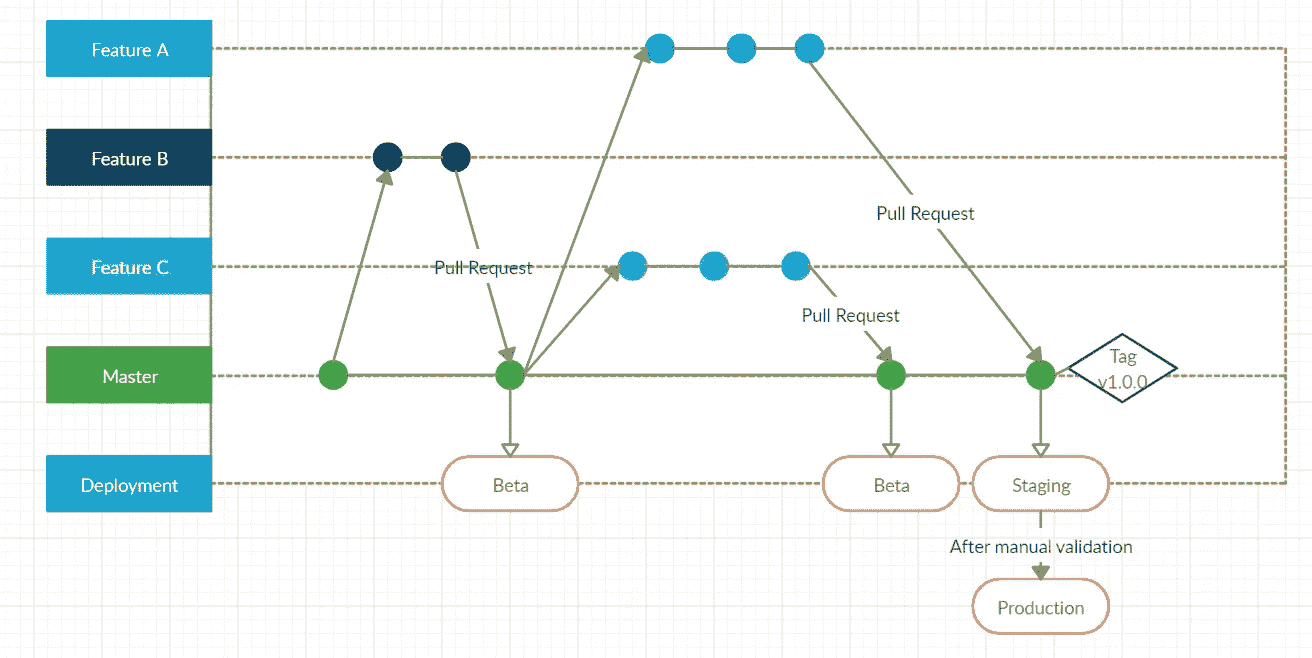 Feature A
Feature B
Pull Request
Feature C
Pull Request
Pull Request
Tag
v1.0.0
Master
Deployment
Beta
Beta
Staging
After manual validation
Production